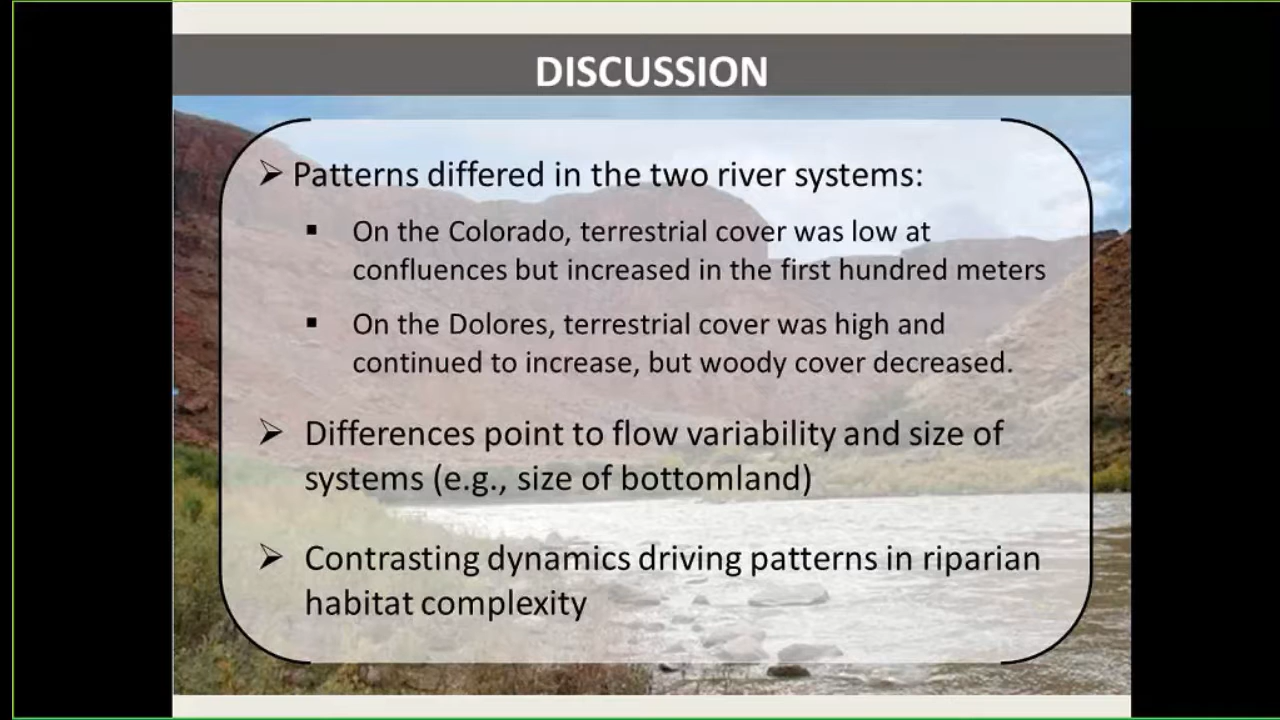 DISCUSSION
➢ Patterns differed in the two river systems:
▪ On the Colorado, terrestrial cover was low at
confluences but increased in the first hundred meters
▪ On the Dolores, terrestrial cover was high and
continued to increase, but woody cover decreased.
➢ Differences point to flow variability and size of
systems (e.g., size of bottomland)
➢ Contrasting dynamics driving patterns in riparian
habitat complexity